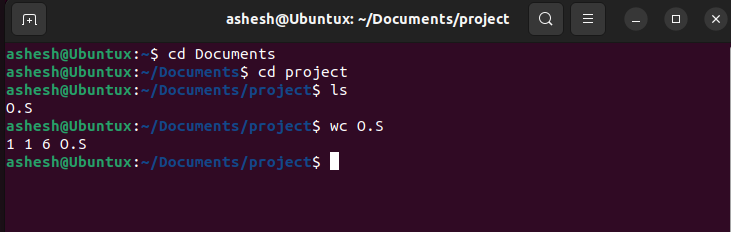 ashesh@Ubuntux: ~/Documents/project
ashesh@Ubuntux:~$ cd Documents
ashesh@Ubuntux:~/Documents$ cd project
ashesh@Ubuntux:~/Documents/project$ ls
O.S
ashesh@Ubuntux:~/Documents/project$ wc O.S
1 1 6 O.S
ashesh@Ubuntux:~/Documents/project$